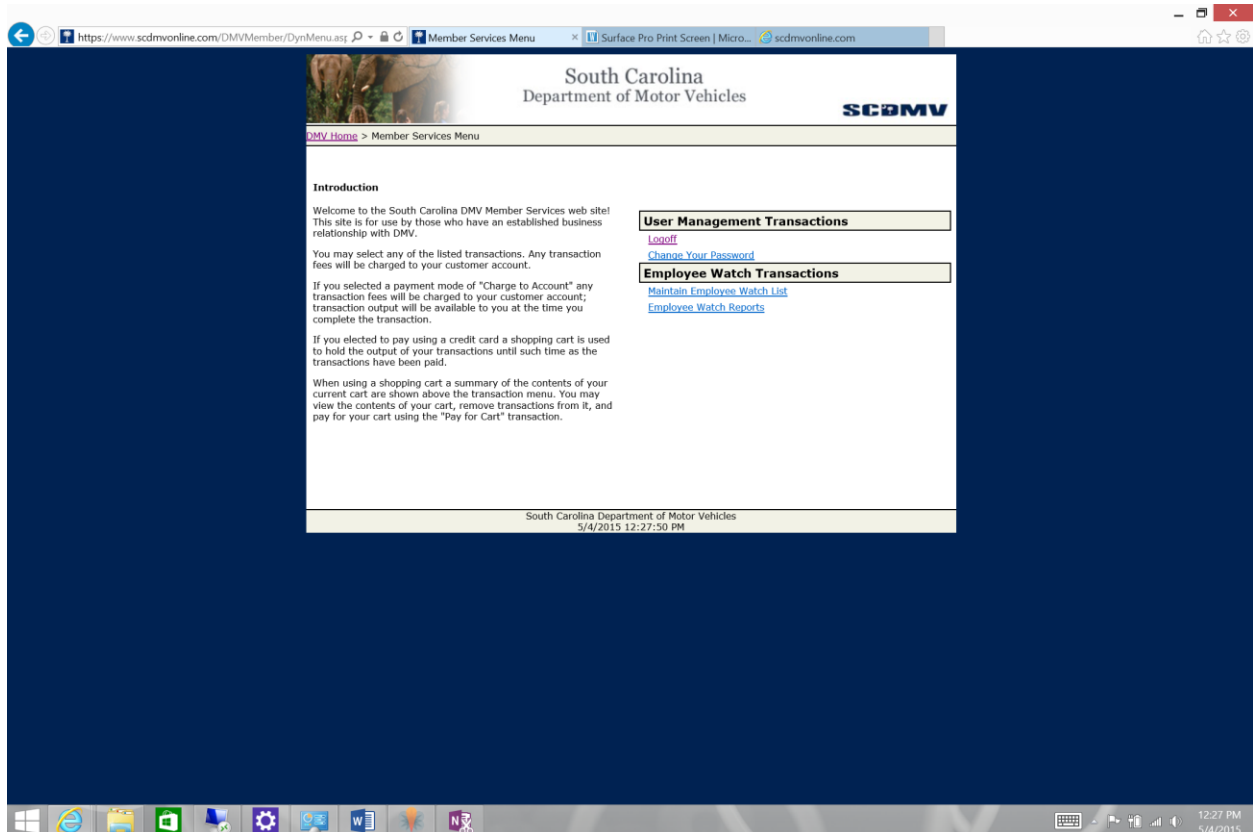 https://www.scdmvonline.com/DMVMember/DynMenu.asp
Member Services Menu
Surface Pro Print Screen | Micro...
scdmvonline.com
South Carolina
Department of Motor Vehicles
SCDMV
DMV Home > Member Services Menu
Introduction
Welcome to the South Carolina DMV Member Services web site!
This site is for use by those who have an established business
relationship with DMV.
You may select any of the listed transactions. Any transaction
fees will be charged to your customer account.
If you selected a payment mode of "Charge to Account" any
transaction fees will be charged to your customer account;
transaction output will be available to you at the time you
complete the transaction.
If you elected to pay using a credit card a shopping cart is used
to hold the output of your transactions until such time as the
transactions have been paid.
When using a shopping cart a summary of the contents of your
current cart are shown above the transaction menu. You may
view the contents of your cart, remove transactions from it, and
pay for your cart using the "Pay for Cart" transaction.
User Management Transactions
Logoff
Change Your Password
Employee Watch Transactions
Maintain Employee Watch List
Employee Watch Reports
South Carolina Department of Motor Vehicles
5/4/2015 12:27:50 PM
12:27 PM
5/4/2015